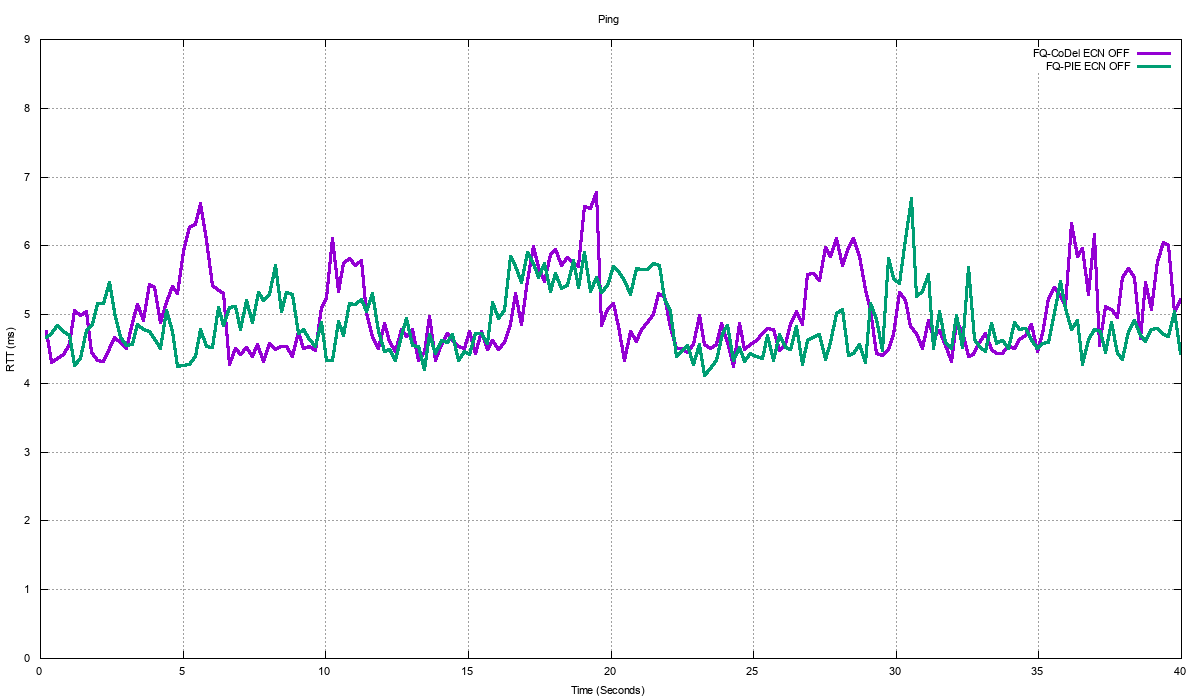 Ping
FQ-CoDel ECN OFF
FQ-PIE ECN OFF
9
8
7
6
5
4
3
2
1
0
RTT (ms)
0 5 10 15 20 25 30 35 40
Time (Seconds)